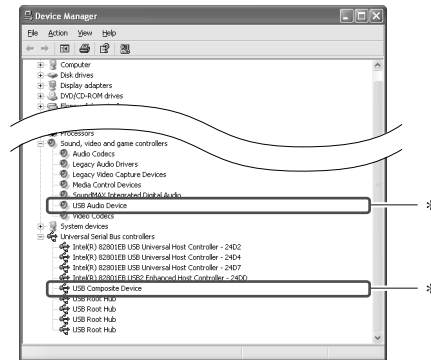 Device Manager
File Action View Help
Computer
Disk drives
Display adapters
DVD/CD-ROM drives
Processors
Sound, video and game controllers
Audio Codecs
Legacy Audio Drivers
Legacy Video Capture Devices
Media Control Devices
SoundMAX Integrated Digital Audio
USB Audio Device
Video Codecs
System devices
Universal Serial Bus controllers
Intel(R) 82801EB USB Universal Host Controller - 24D2
Intel(R) 82801EB USB Universal Host Controller - 24D4
Intel(R) 82801EB USB Universal Host Controller - 24D7
Intel(R) 82801EB USB2 Enhanced Host Controller - 24DD
USB Composite Device
USB Root Hub
USB Root Hub
USB Root Hub
USB Root Hub